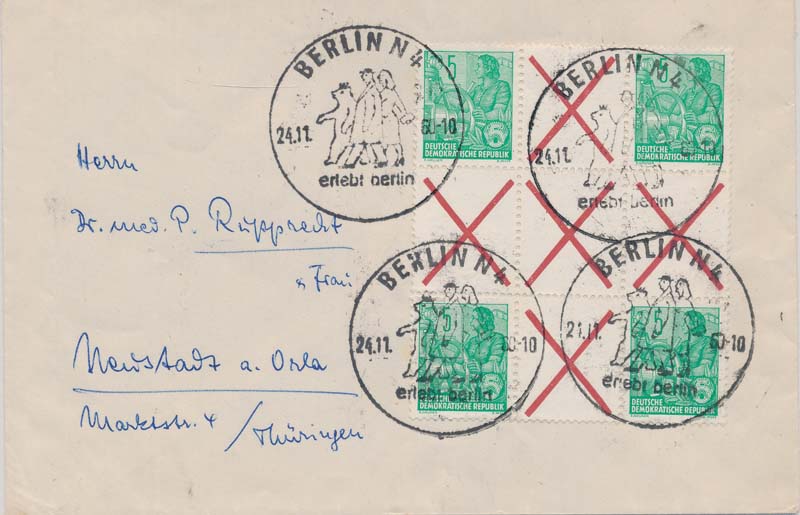 Herrn
Dr. med. P. Rupprecht
& Frau
Neustadt a. Orla
Marktstr. 4
/Thüringen
BERLIN N4
24.11. 60-10
erlebt berlin
5
DEUTSCHE
DEMOKRATISCHE REPUBLIK
BERLIN N4
24.11.
erlebt berlin
5
DEUTSCHE
DEMOKRATISCHE REPUBLIK
BERLIN N4
24.11. 60-10
erlebt berlin
5
DEUTSCHE
DEMOKRATISCHE REPUBLIK
BERLIN N4
24.11. 60-10
erlebt berlin
5
DEUTSCHE
DEMOKRATISCHE REPUBLIK